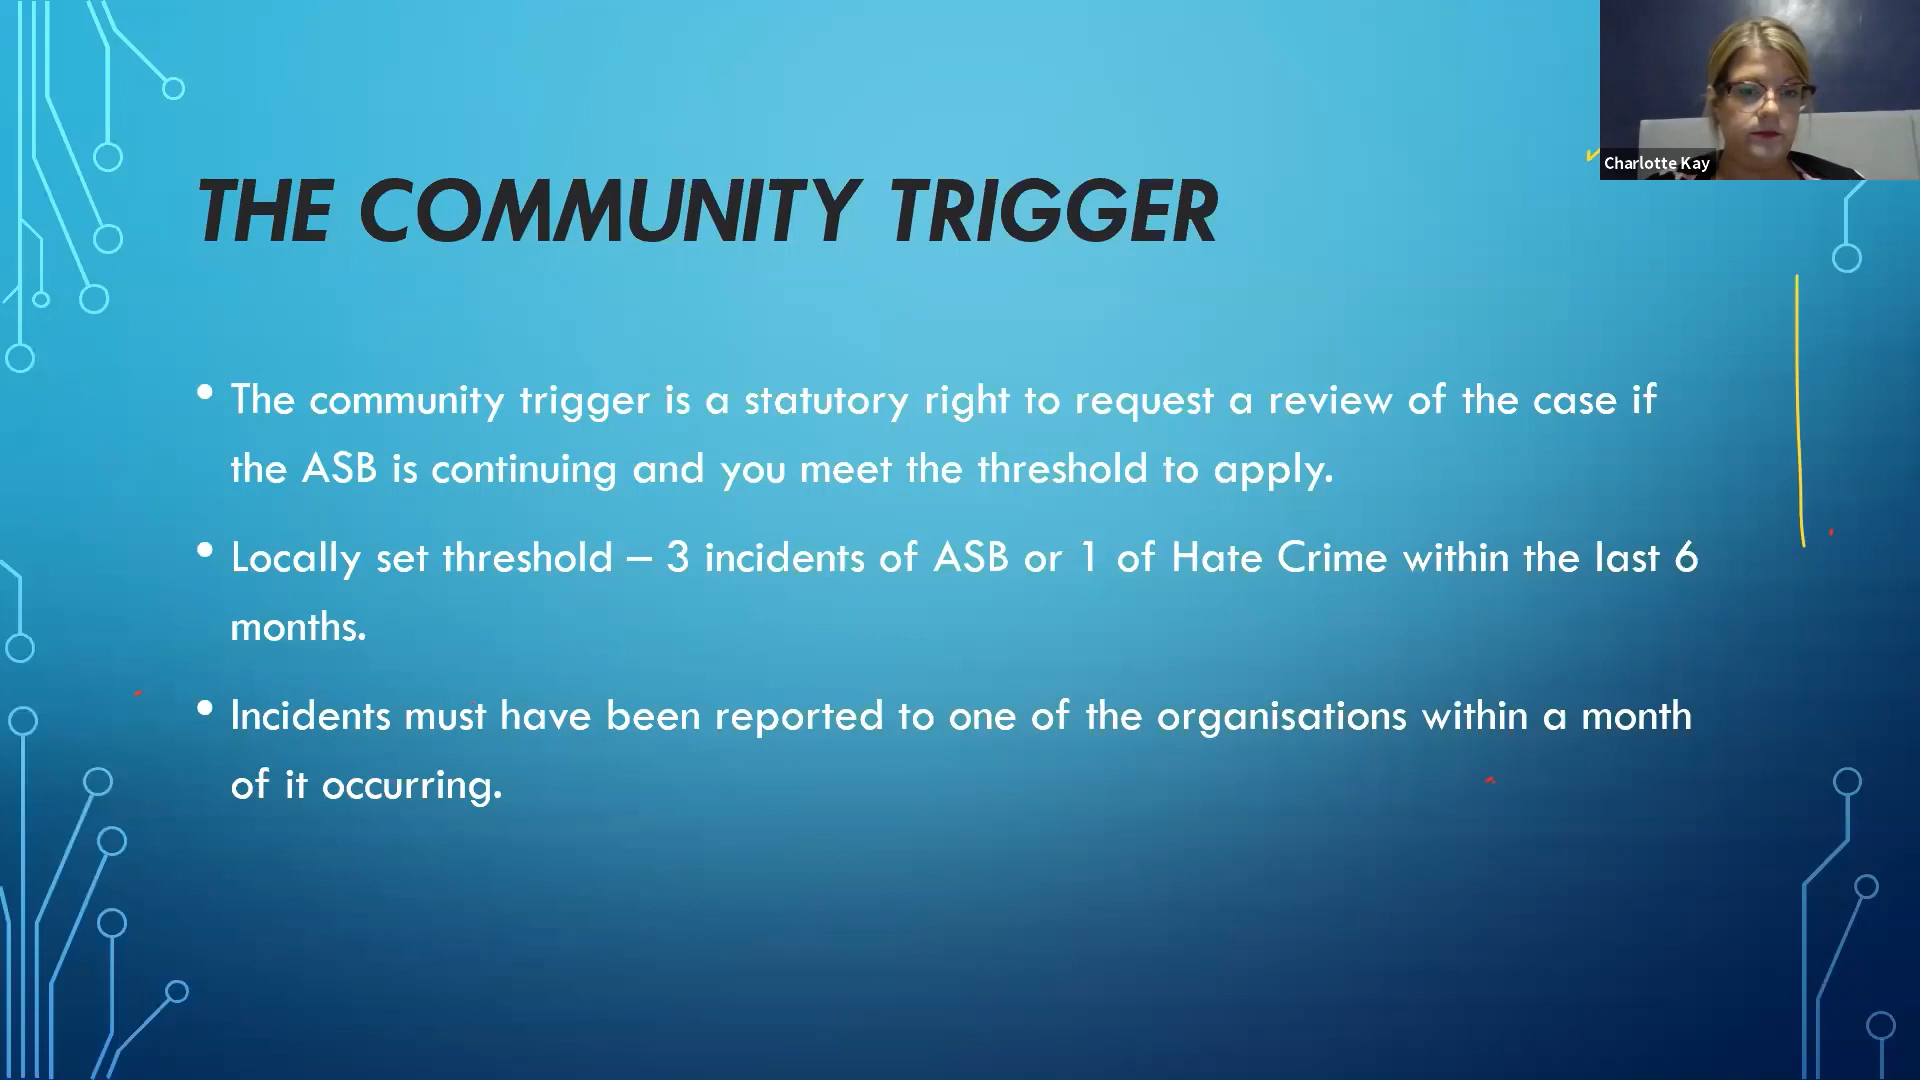 Charlotte Kay
THE COMMUNITY TRIGGER
• The community trigger is a statutory right to request a review of the case if
the ASB is continuing and you meet the threshold to apply.
• Locally set threshold – 3 incidents of ASB or 1 of Hate Crime within the last 6
months.
• Incidents must have been reported to one of the organisations within a month
of it occurring.